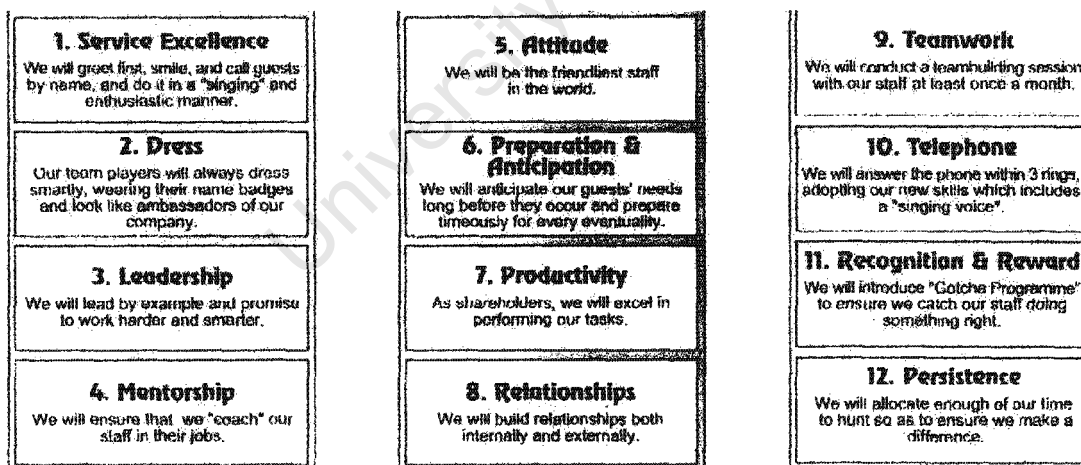 1. Service Excellence
We will greet first, smile, and call guests
by name, and do it in a "singing" and
enthusiastic manner.
2. Dress
Our team players will always dress
smartly, wearing their name badges
and look like ambassadors of our
company.
3. Leadership
We will lead by example and promise
to work harder and smarter.
4. Mentorship
We will ensure that we "coach" our
staff in their jobs.
5. Attitude
We will be the friendliest staff
in the world.
6. Preparation &
Anticipation
We will anticipate our guests' needs
long before they occur and prepare
timeously for every eventuality.
7. Productivity
As shareholders, we will excel in
performing our tasks.
8. Relationships
We will build relationships both
internally and externally.
9. Teamwork
We will conduct a teambuilding session
with our staff at least once a month.
10. Telephone
We will answer the phone within 3 rings,
adopting our new skills which includes
a "singing voice".
11. Recognition & Reward
We will introduce "Gotcha Programme"
to ensure we catch our staff doing
something right.
12. Persistence
We will allocate enough of our time
to hunt so as to ensure we make a
difference.
University